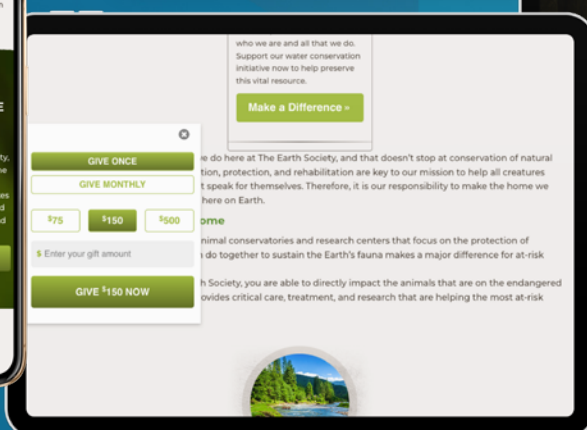 who we are and all that we do.
Support our water conservation
initiative now to help preserve
this vital resource.
Make a Difference »
GIVE ONCE
GIVE MONTHLY
$75 $150 $500
$ Enter your gift amount
GIVE $150 NOW
we do here at The Earth Society, and that doesn't stop at conservation of natural
protection, and rehabilitation are key to our mission to help all creatures
speak for themselves. Therefore, it is our responsibility to make the home we
here on Earth.
ome
nimal conservatories and research centers that focus on the protection of
do together to sustain the Earth's fauna makes a major difference for at-risk
Society, you are able to directly impact the animals that are on the endangered
ovides critical care, treatment, and research that are helping the most at-risk